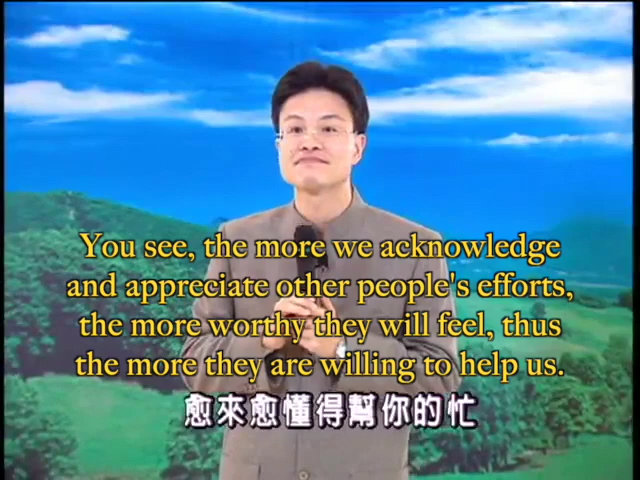 You see, the more we acknowledge
and appreciate other people's efforts,
the more worthy they will feel, thus
the more they are willing to help us.
愈來愈懂得幫你的忙